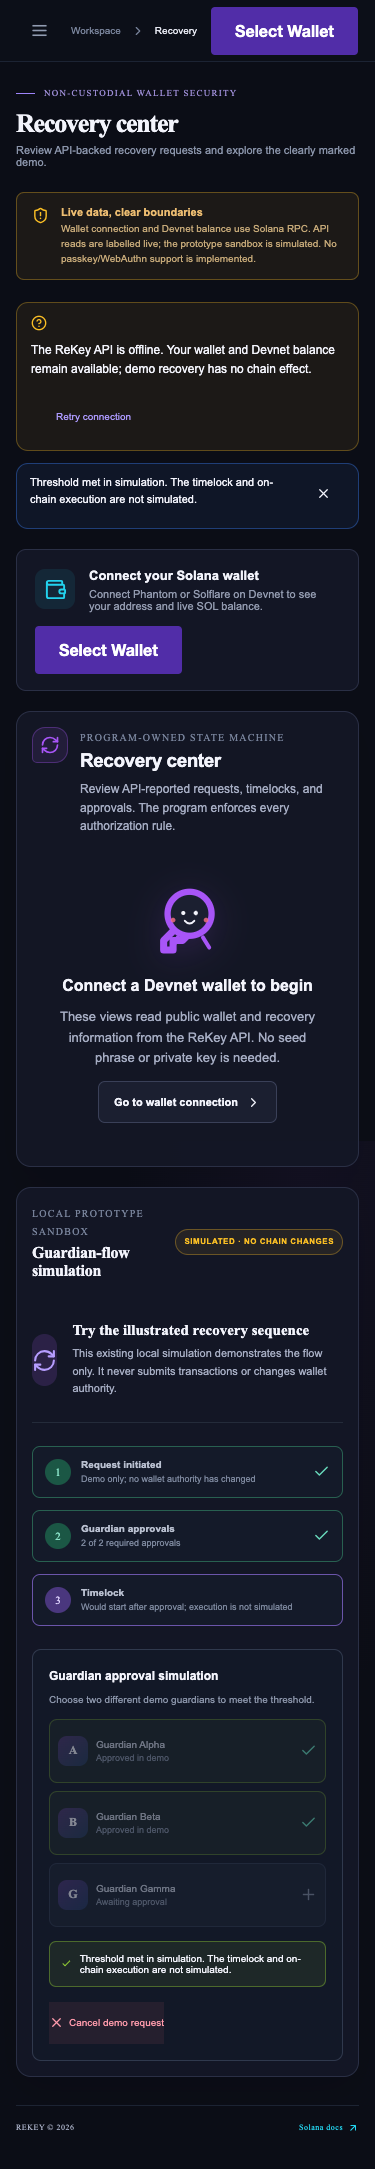 Workspace
Recovery
Select Wallet
NON-CUSTODIAL WALLET SECURITY
Recovery center
Review API-backed recovery requests and explore the clearly marked
demo.
Live data, clear boundaries
Wallet connection and Devnet balance use Solana RPC. API
reads are labelled live; the prototype sandbox is simulated. No
passkey/WebAuthn support is implemented.
The ReKey API is offline. Your wallet and Devnet balance
remain available; demo recovery has no chain effect.
Retry connection
Threshold met in simulation. The timelock and on-
chain execution are not simulated.
Connect your Solana wallet
Connect Phantom or Solflare on Devnet to see
your address and live SOL balance.
Select Wallet
PROGRAM-OWNED STATE MACHINE
Recovery center
Review API-reported requests, timelocks, and
approvals. The program enforces every
authorization rule.
Connect a Devnet wallet to begin
These views read public wallet and recovery
information from the ReKey API. No seed
phrase or private key is needed.
Go to wallet connection
LOCAL PROTOTYPE
SANDBOX
Guardian-flow
simulation
SIMULATED · NO CHAIN CHANGES
Try the illustrated recovery sequence
This existing local simulation demonstrates the flow
only. It never submits transactions or changes wallet
authority.
1
Request initiated
Demo only; no wallet authority has changed
2
Guardian approvals
2 of 2 required approvals
3
Timelock
Would start after approval; execution is not simulated
Guardian approval simulation
Choose two different demo guardians to meet the threshold.
A
Guardian Alpha
Approved in demo
B
Guardian Beta
Approved in demo
G
Guardian Gamma
Awaiting approval
Threshold met in simulation. The timelock and on-
chain execution are not simulated.
Cancel demo request
REKEY © 2026
Solana docs